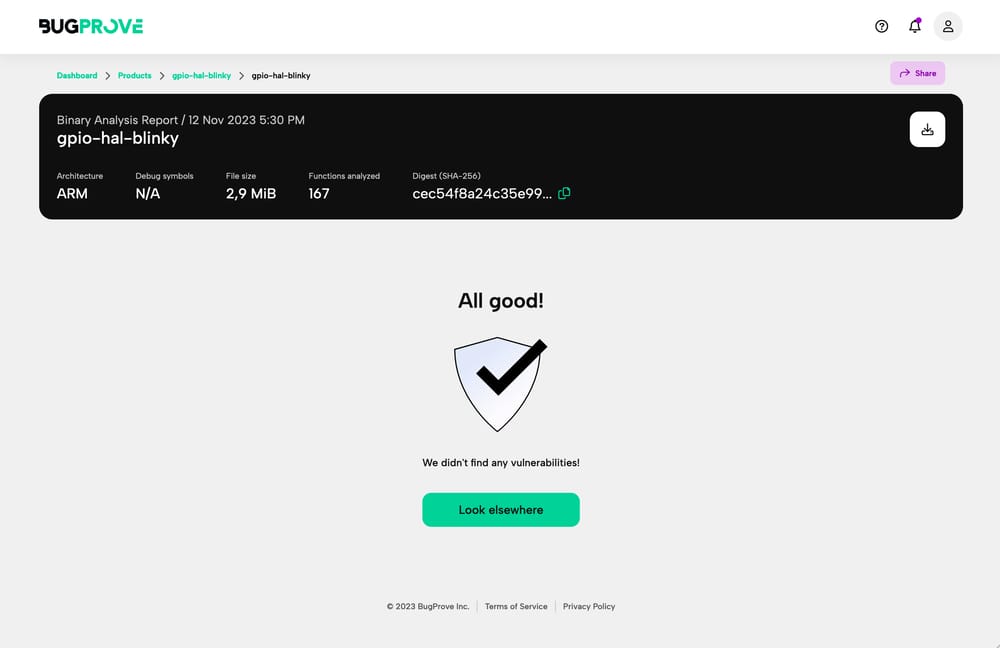 BUGPROVE
Dashboard > Products > gpio-hal-blinky > gpio-hal-blinky
Share
Binary Analysis Report / 12 Nov 2023 5:30 PM
gpio-hal-blinky
Architecture Debug symbols File size Functions analyzed Digest (SHA-256)
ARM N/A 2,9 MiB 167 cec54f8a24c35e99...
All good!
We didn't find any vulnerabilities!
Look elsewhere
© 2023 BugProve Inc. | Terms of Service | Privacy Policy